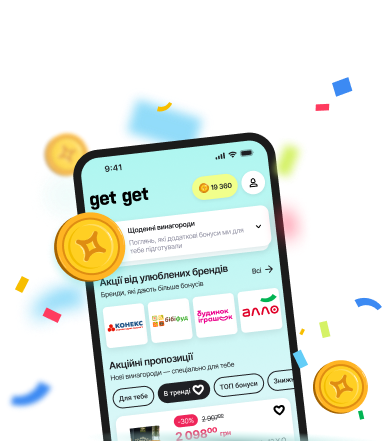 9:41
get get
19 360
Щоденні винагороди
Поглянь, які додаткові бонуси ми для
тебе підготували
Акції від улюблених брендів
Всі
Бренди, які дають більше бонусів
КОНЕКС
бібіфуд
будинок
іграшок
алло
Акційні пропозиції
Нові винагороди — спеціально для тебе
Для тебе
В тренді
ТОП бонуси
Знижк
-30%
2 997⁰⁰
2 098⁰⁰ грн